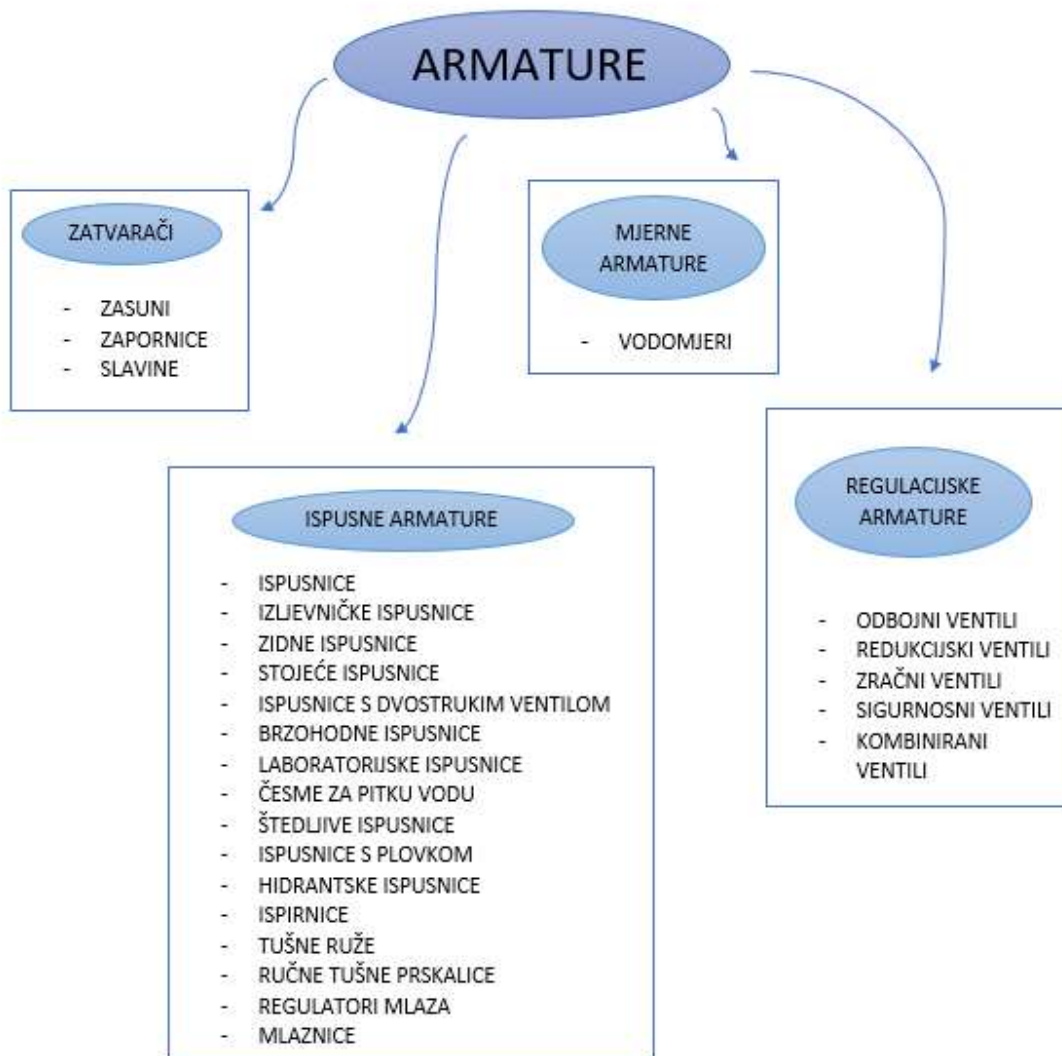 ARMATURE
ZATVARAČI
- ZASUNI
- ZAPORNICE
- SLAVINE
MJERNE
ARMATURE
- VODOMJERI
ISPUSNE ARMATURE
- ISPUSNICE
- IZLJEVNIČKE ISPUSNICE
- ZIDNE ISPUSNICE
- STOJEĆE ISPUSNICE
- ISPUSNICE S DVOSTRUKIM VENTILOM
- BRZOHODNE ISPUSNICE
- LABORATORIJSKE ISPUSNICE
- ČESME ZA PITKU VODU
- ŠTEDLJIVE ISPUSNICE
- ISPUSNICE S PLOVKOM
- HIDRANTSKE ISPUSNICE
- ISPIRNICE
- TUŠNE RUŽE
- RUČNE TUŠNE PRSKALICE
- REGULATORI MLAZA
- MLAZNICE
REGULACIJSKE
ARMATURE
- ODBOJNI VENTILI
- REDUKCIJSKI VENTILI
- ZRAČNI VENTILI
- SIGURNOSNI VENTILI
- KOMBINIRANI
VENTILI